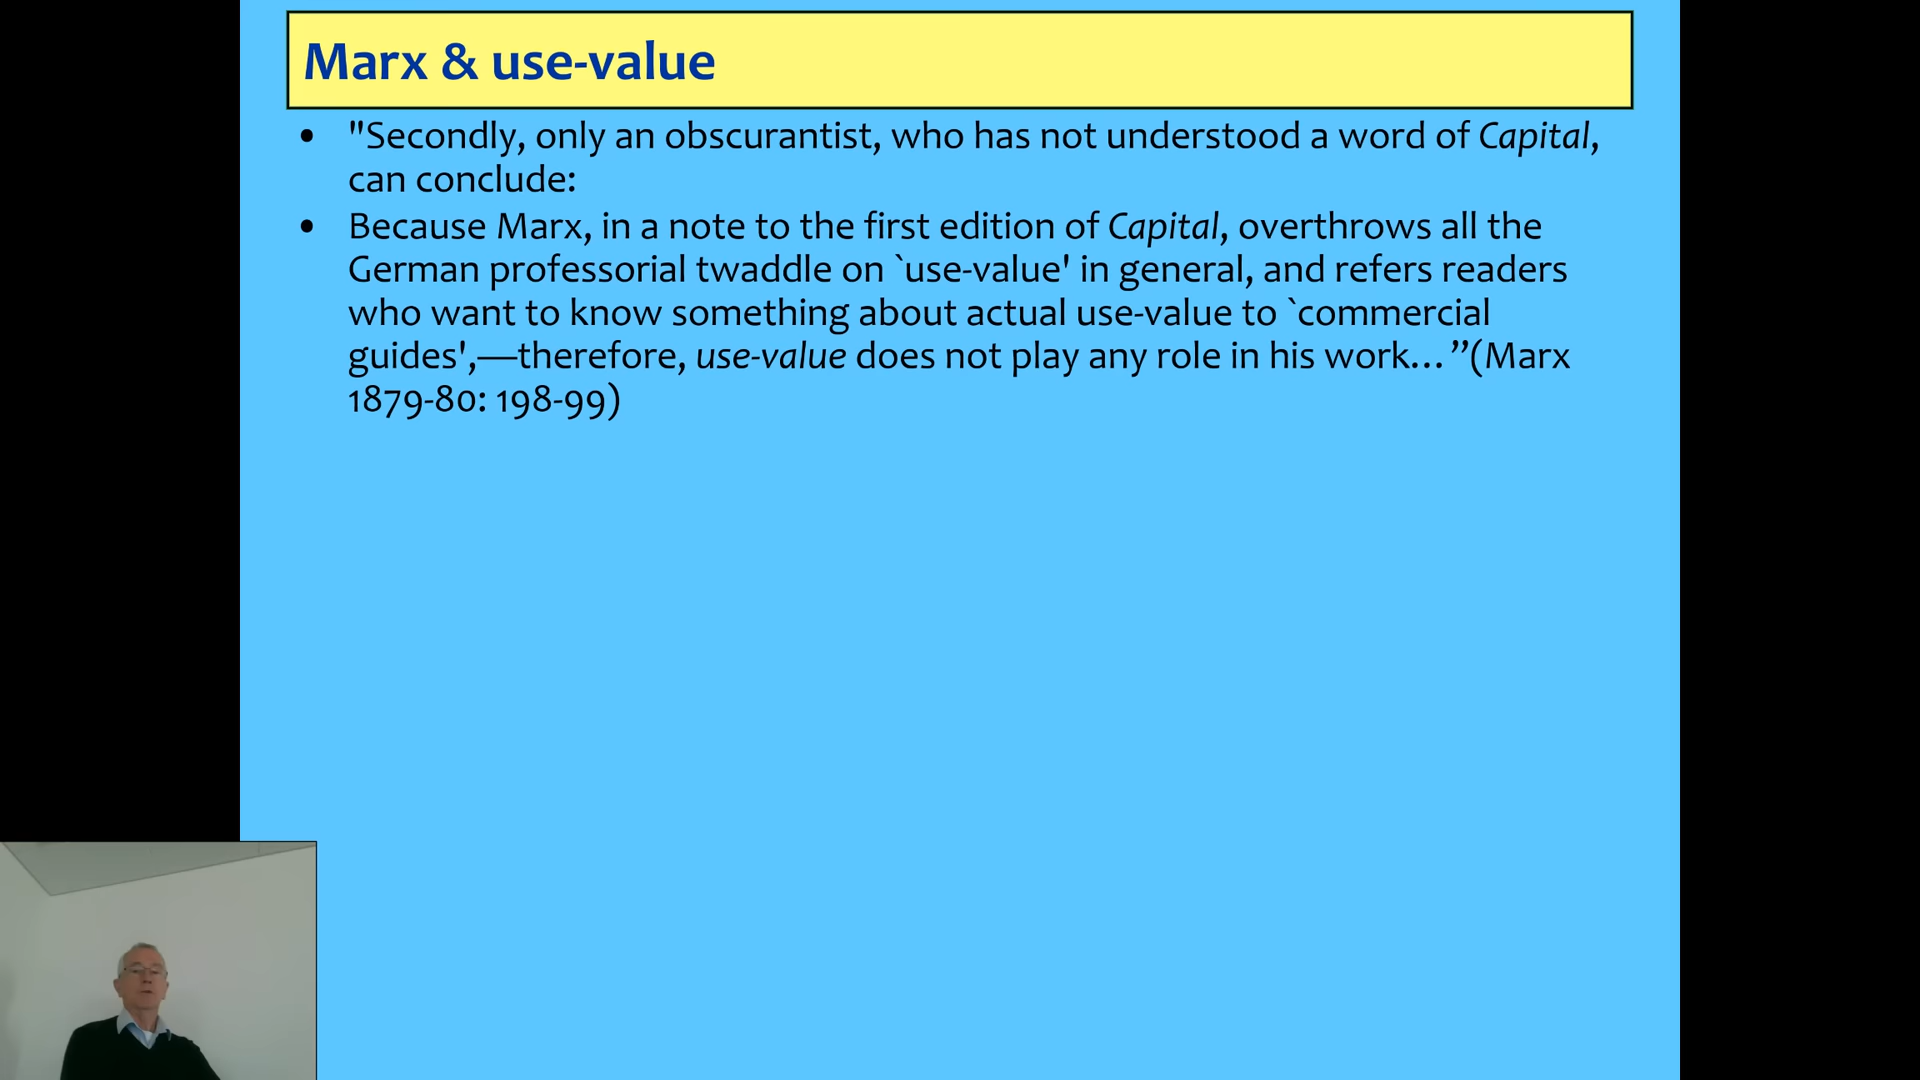 Marx & use-value
• "Secondly, only an obscurantist, who has not understood a word of Capital,
can conclude:
• Because Marx, in a note to the first edition of Capital, overthrows all the
German professorial twaddle on `use-value' in general, and refers readers
who want to know something about actual use-value to `commercial
guides',—therefore, use-value does not play any role in his work…”(Marx
1879-80: 198-99)